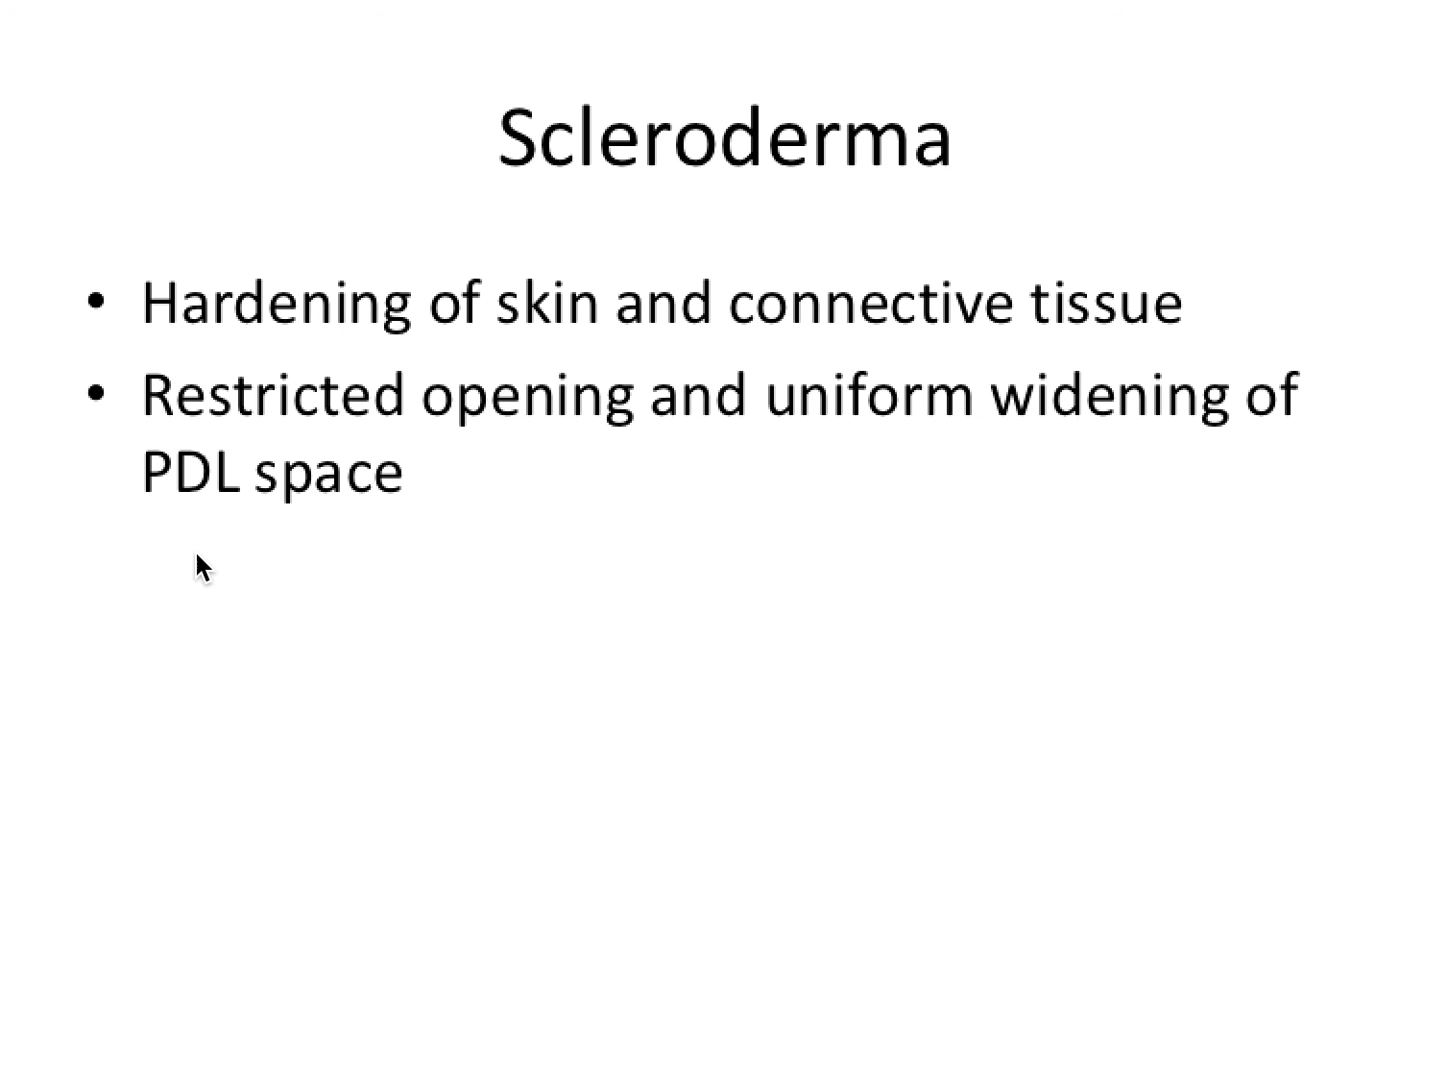 Scleroderma
• Hardening of skin and connective tissue
• Restricted opening and uniform widening of
PDL space